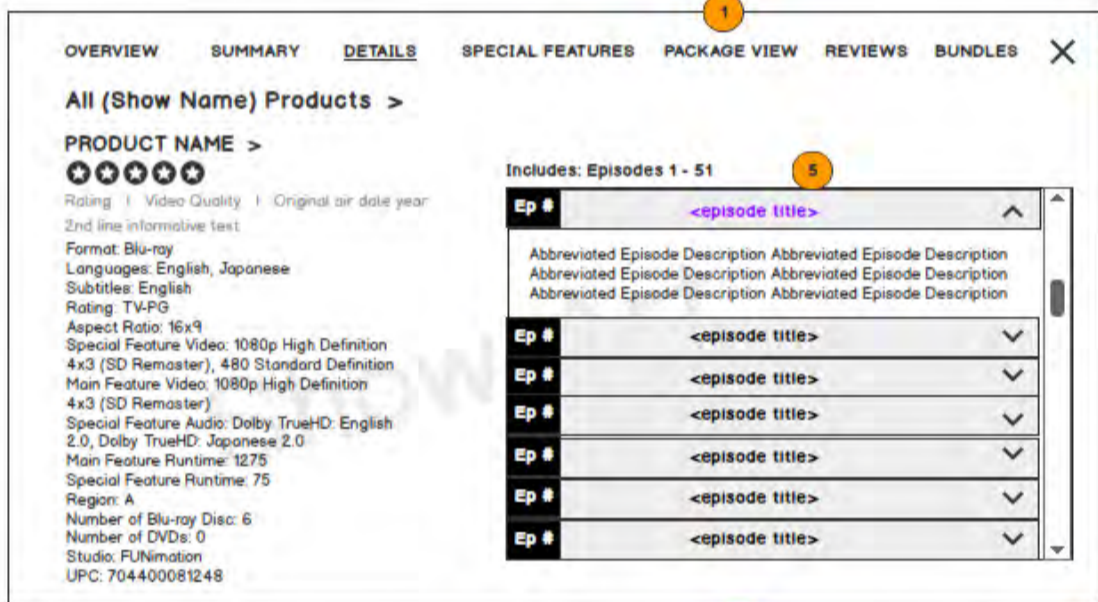 1
OVERVIEW SUMMARY DETAILS SPECIAL FEATURES PACKAGE VIEW REVIEWS BUNDLES
All (Show Name) Products >
PRODUCT NAME >
Rating | Video Quality | Original air date year
2nd line informative text
Format: Blu-ray
Languages: English, Japanese
Subtitles: English
Rating: TV-PG
Aspect Ratio: 16x9
Special Feature Video: 1080p High Definition
4x3 (SD Remaster), 480 Standard Definition
Main Feature Video: 1080p High Definition
4x3 (SD Remaster)
Special Feature Audio: Dolby TrueHD: English
2.0, Dolby TrueHD: Japanese 2.0
Main Feature Runtime: 1275
Special Feature Runtime: 75
Region: A
Number of Blu-ray Disc: 6
Number of DVDs: 0
Studio: FUNimation
UPC: 704400081248
Includes: Episodes 1 - 51
5
Ep # <episode title>
Abbreviated Episode Description Abbreviated Episode Description
Abbreviated Episode Description Abbreviated Episode Description
Abbreviated Episode Description Abbreviated Episode Description
Ep # <episode title>
Ep # <episode title>
Ep # <episode title>
Ep # <episode title>
Ep # <episode title>
Ep # <episode title>